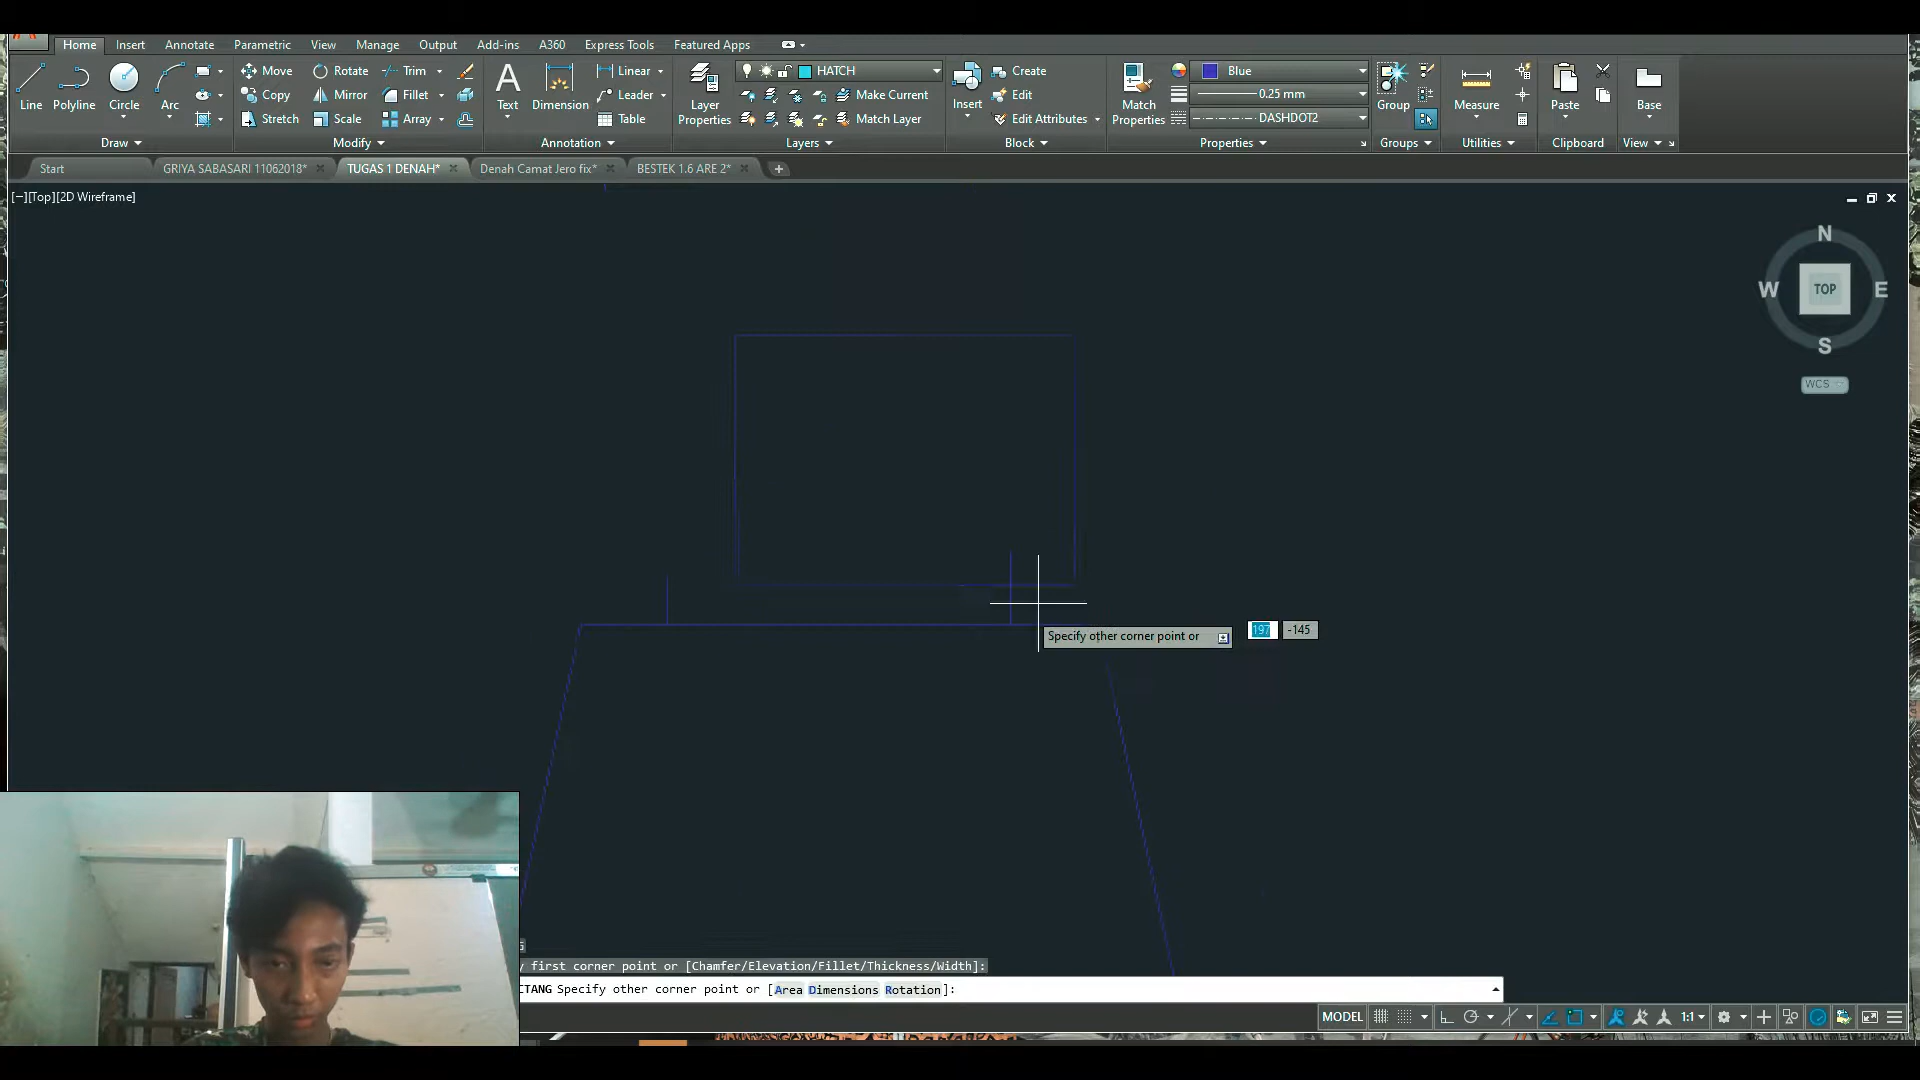 Home Insert Annotate Parametric View Manage Output Add-ins A360 Express Tools Featured Apps
Line
Polyline
Circle
Arc
Draw
Move Rotate Trim
Copy Mirror Fillet
Stretch Scale Array
Modify
Text
Dimension
Linear
Leader
Table
Annotation
Layer
Properties
HATCH
Make Current
Match Layer
Layers
Insert
Create
Edit
Edit Attributes
Block
Match
Properties
Blue
0.25 mm
DASHDOT2
Properties
Group
Groups
Measure
Utilities
Paste
Clipboard
Base
View
Start GRIYA SABASARI 11062018* TUGAS 1 DENAH* Denah Camat Jero fix* BESTEK 1.6 ARE 2*
[−][Top][2D Wireframe]
N
W TOP E
S
WCS
Specify other corner point or 197 -145
first corner point or [Chamfer/Elevation/Fillet/Thickness/Width]:
CTANG Specify other corner point or [Area Dimensions Rotation]:
MODEL 1:1